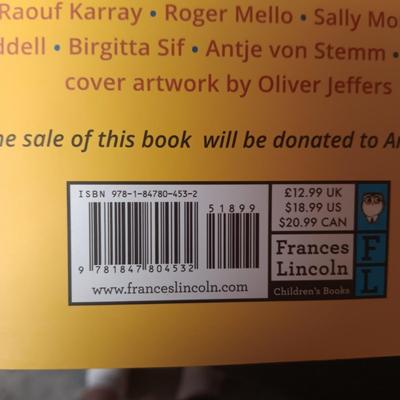 Raouf Karray • Roger Mello • Sally Mo
ddell • Birgitta Sif • Antje von Stemm •
cover artwork by Oliver Jeffers
he sale of this book will be donated to A
ISBN 978-1-84780-453-2
51899
9 781847 804532
www.franceslincoln.com
£12.99 UK
$18.99 US
$20.99 CAN
Frances
Lincoln
Children's Books
F
L